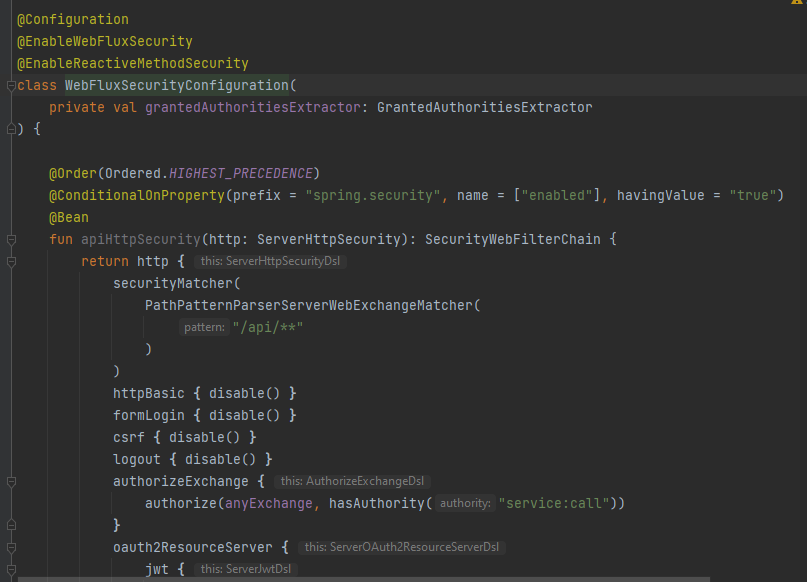 @Configuration
@EnableWebFluxSecurity
@EnableReactiveMethodSecurity
class WebFluxSecurityConfiguration(
    private val grantedAuthoritiesExtractor: GrantedAuthoritiesExtractor
) {
    @Order(Ordered.HIGHEST_PRECEDENCE)
    @ConditionalOnProperty(prefix = "spring.security", name = ["enabled"], havingValue = "true")
    @Bean
    fun apiHttpSecurity(http: ServerHttpSecurity): SecurityWebFilterChain {
        return http { this: ServerHttpSecurityDsl
            securityMatcher(
                PathPatternParserServerWebExchangeMatcher(
                    pattern: "/api/**"
                )
            )
            httpBasic { disable() }
            formLogin { disable() }
            csrf { disable() }
            logout { disable() }
            authorizeExchange { this: AuthorizeExchangeDsl
                authorize(anyExchange, hasAuthority( authority: "service:call"))
            }
            oauth2ResourceServer { this: ServerOAuth2ResourceServerDsl
                jwt { this: ServerJwtDsl